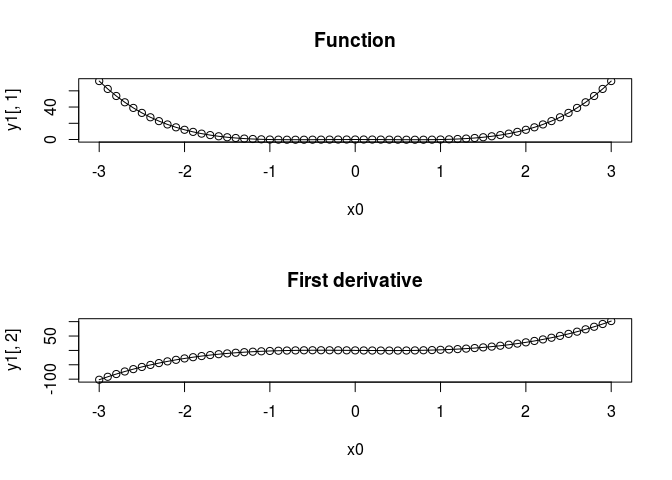 Function
y1[, 1]
40
0
-3 -2 -1 0 1 2 3
x0
First derivative
y1[, 2]
50
-100
-3 -2 -1 0 1 2 3
x0